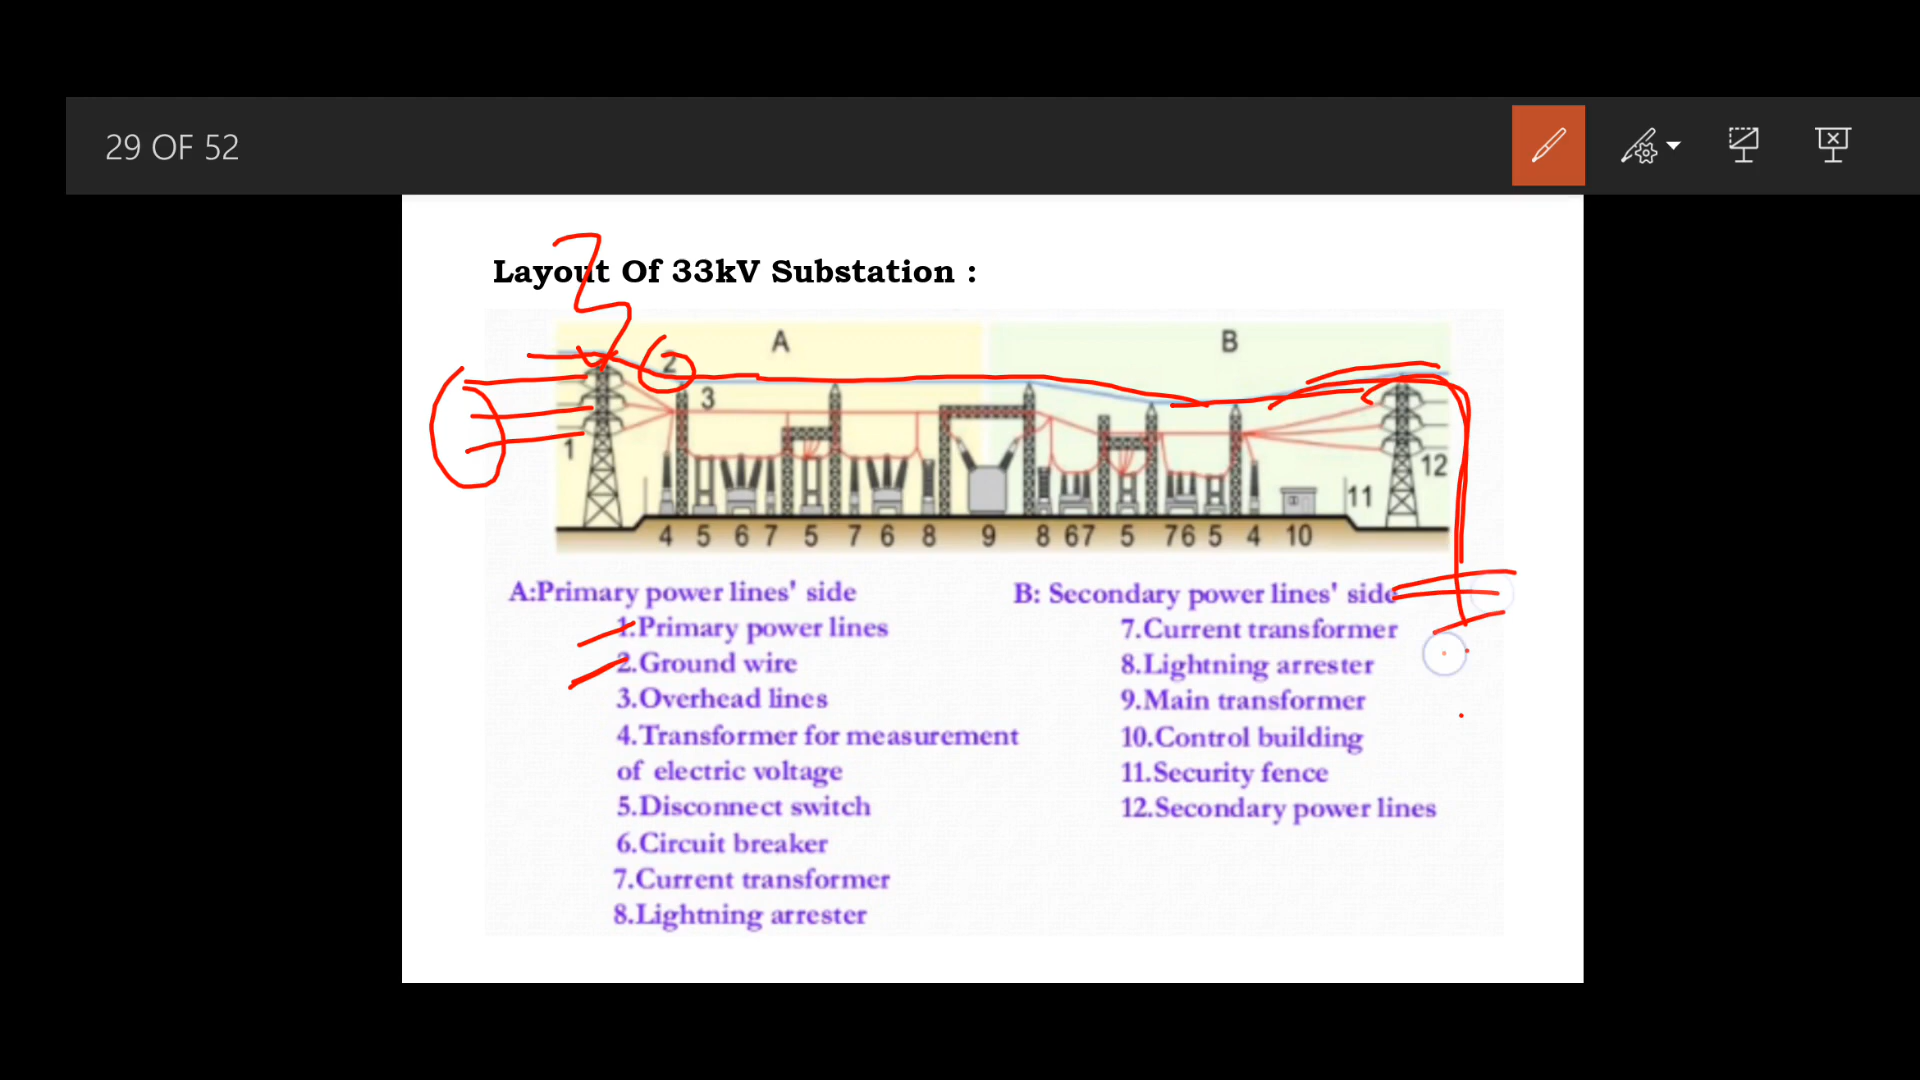 29 OF 52
Layout Of 33kV Substation :
A B
2
3
1
12
11
4 5 6 7 5 7 6 8 9 8 67 5 76 5 4 10
A:Primary power lines' side
1.Primary power lines
2.Ground wire
3.Overhead lines
4.Transformer for measurement
of electric voltage
5.Disconnect switch
6.Circuit breaker
7.Current transformer
8.Lightning arrester
B: Secondary power lines' side
7.Current transformer
8.Lightning arrester
9.Main transformer
10.Control building
11.Security fence
12.Secondary power lines